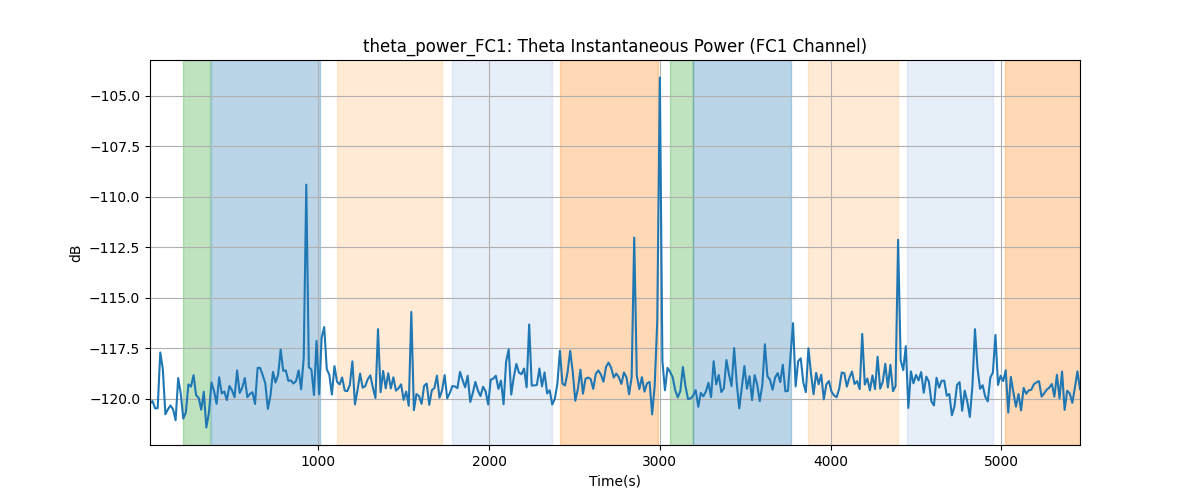 theta_power_FC1: Theta Instantaneous Power (FC1 Channel)
−105.0
−107.5
−110.0
−112.5
−115.0
−117.5
−120.0
dB
1000 2000 3000 4000 5000
Time(s)